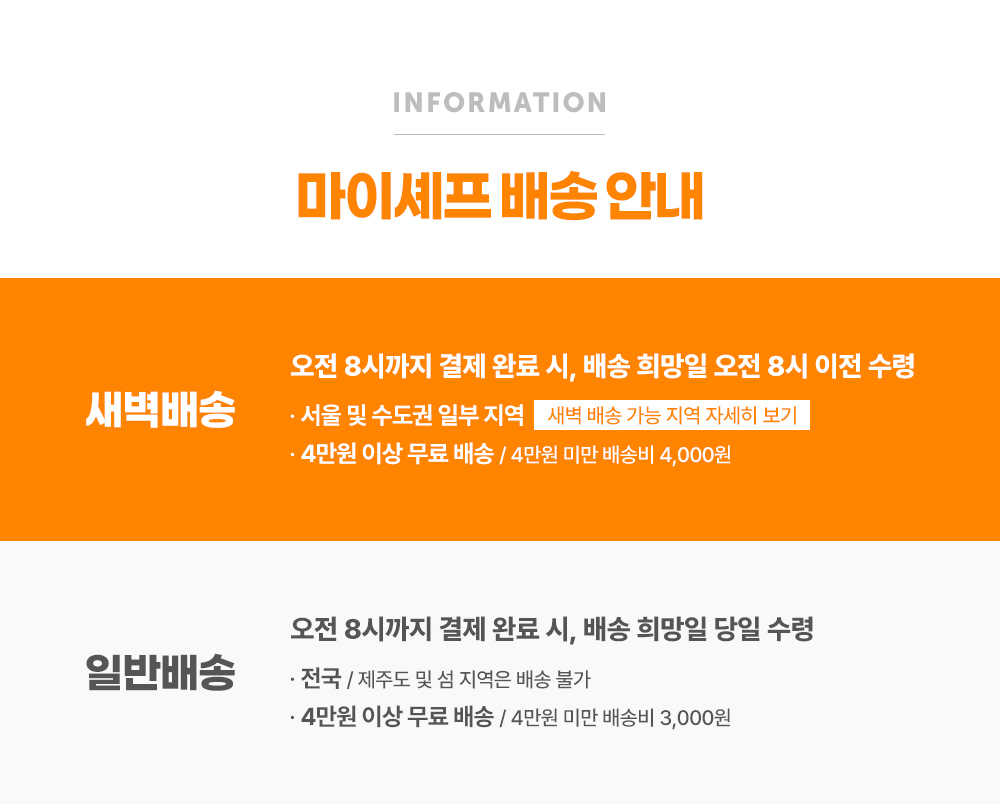 INFORMATION
마이셰프 배송 안내
새벽배송
오전 8시까지 결제 완료 시, 배송 희망일 오전 8시 이전 수령
· 서울 및 수도권 일부 지역 새벽 배송 가능 지역 자세히 보기
· 4만원 이상 무료 배송 / 4만원 미만 배송비 4,000원
일반배송
오전 8시까지 결제 완료 시, 배송 희망일 당일 수령
· 전국 / 제주도 및 섬 지역은 배송 불가
· 4만원 이상 무료 배송 / 4만원 미만 배송비 3,000원